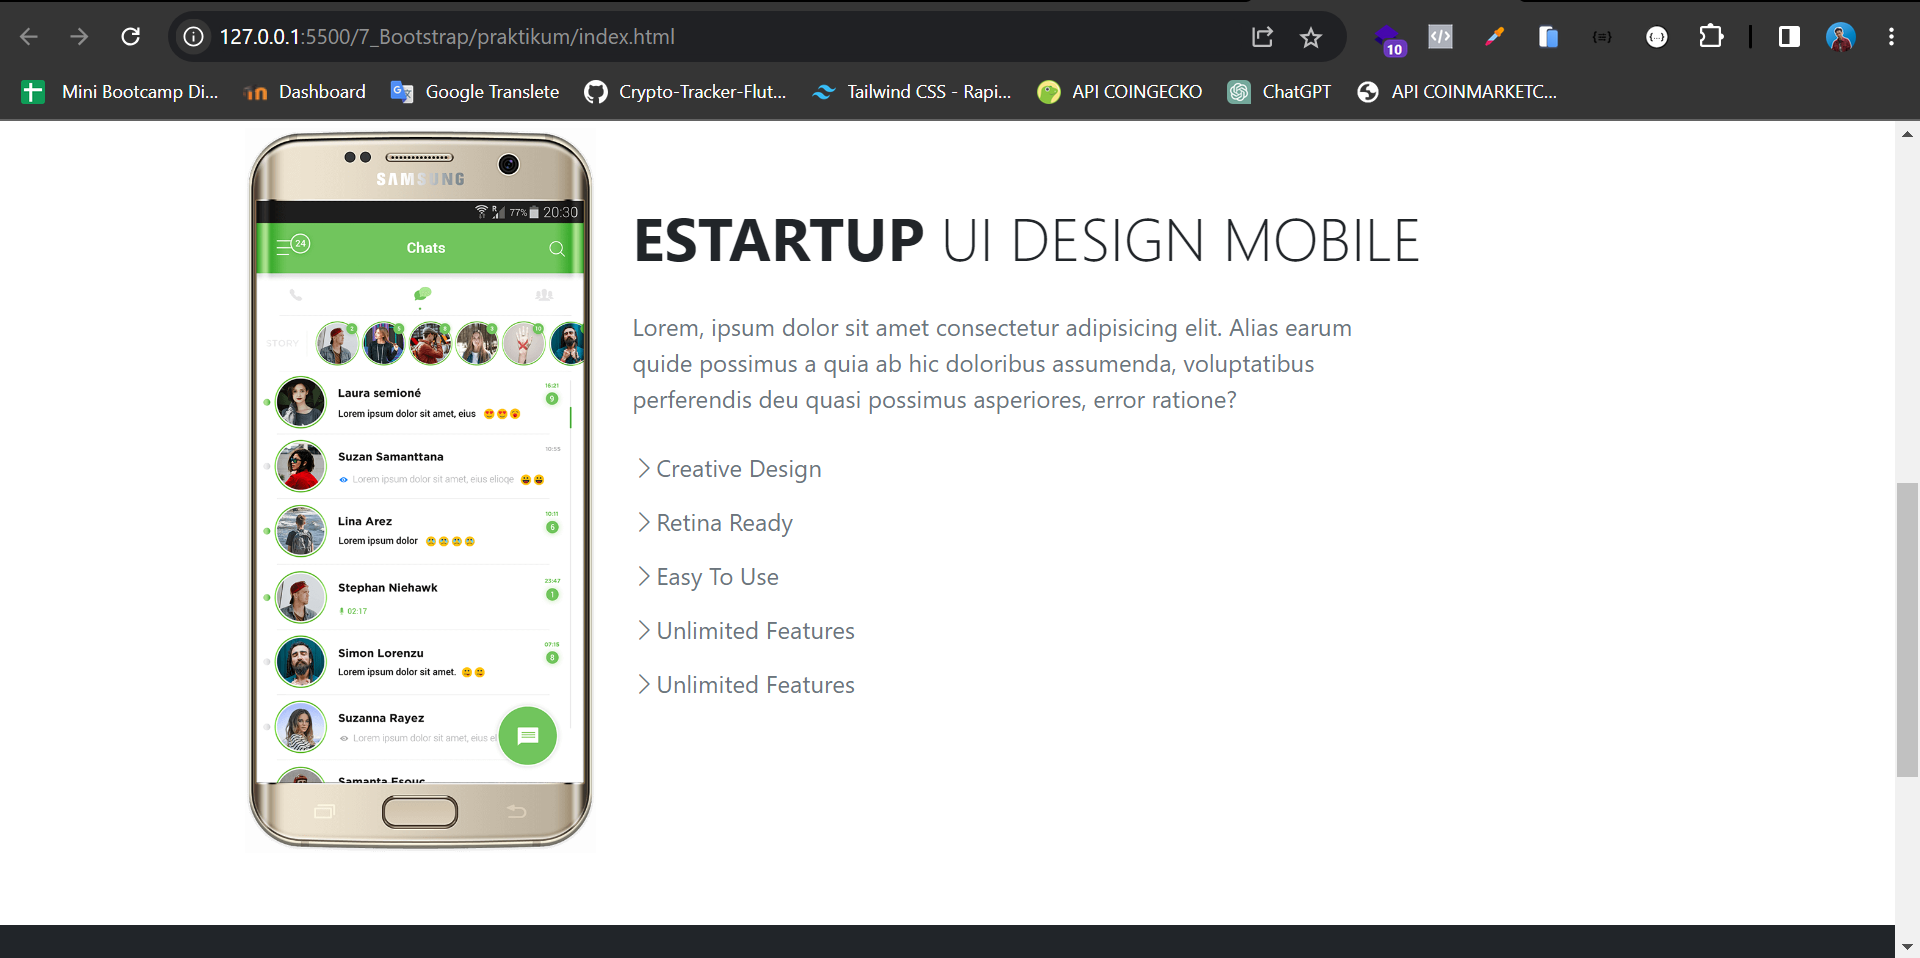 127.0.0.1:5500/7_Bootstrap/praktikum/index.html
10
Mini Bootcamp Di... Dashboard Google Translete Crypto-Tracker-Flut... Tailwind CSS - Rapi... API COINGECKO ChatGPT API COINMARKETC...
SAMSUNG
R 77% 20:30
24 Chats
STORY 2 5 8 3 10
Laura semioné 16:21
Lorem ipsum dolor sit amet, eius 9
Suzan Samanttana 10:55
Lorem ipsum dolor sit amet, eius elioqe
Lina Arez 10:11
Lorem ipsum dolor 6
Stephan Niehawk 23:47
02:17 1
Simon Lorenzu 07:15
Lorem ipsum dolor sit amet. 8
Suzanna Rayez
Lorem ipsum dolor sit amet, eius el
Samanta Esouc
ESTARTUP UI DESIGN MOBILE
Lorem, ipsum dolor sit amet consectetur adipisicing elit. Alias earum
quide possimus a quia ab hic doloribus assumenda, voluptatibus
perferendis deu quasi possimus asperiores, error ratione?
Creative Design
Retina Ready
Easy To Use
Unlimited Features
Unlimited Features